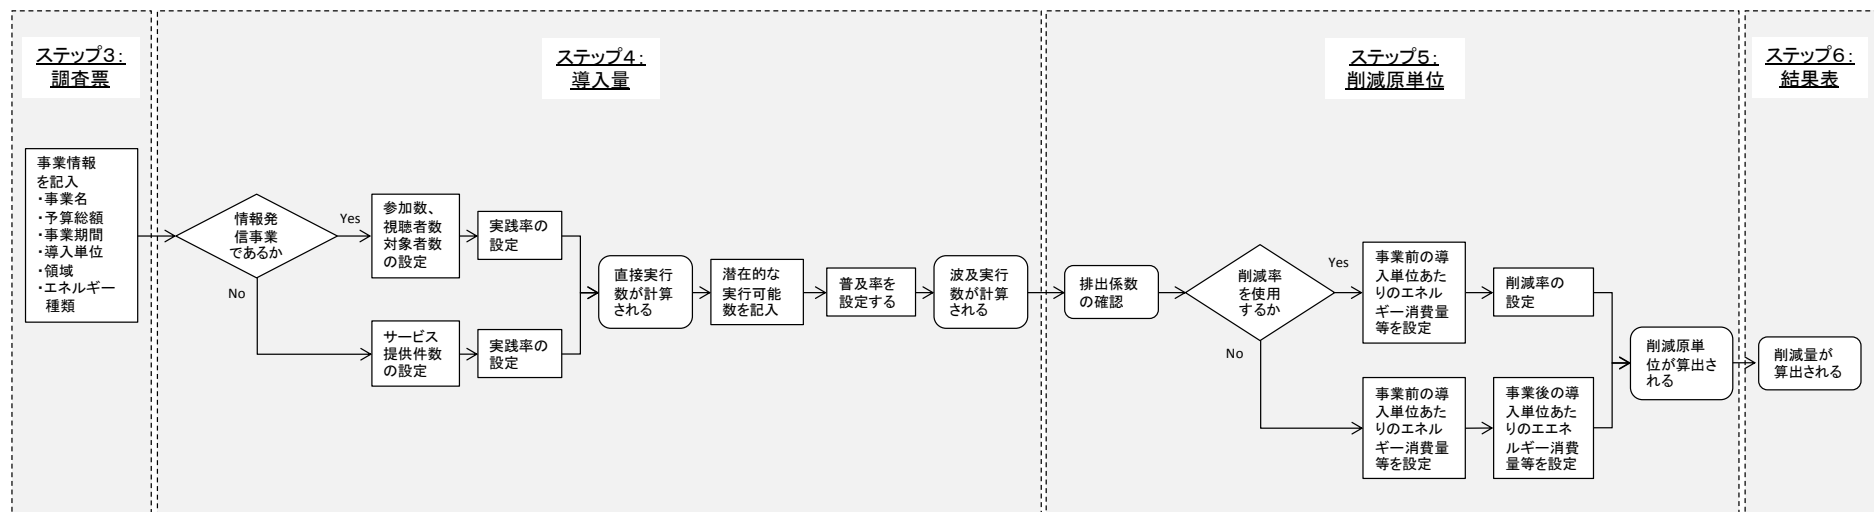 ステップ3:
調査票
事業情報
を記入
・事業名
・予算総額
・事業期間
・導入単位
・領域
・エネルギー
種類
ステップ4:
導入量
情報発
信事業
であるか
Yes
No
参加数、
視聴者数
対象者数
の設定
実践率の
設定
サービス
提供件数
の設定
実践率の
設定
直接実行
数が計算
される
潜在的な
実行可能
数を記入
普及率を
設定する
波及実行
数が計算
される
ステップ5:
削減原単位
排出係数
の確認
削減率
を使用
するか
Yes
No
事業前の導
入単位あた
りのエネル
ギー消費量
等を設定
削減率の
設定
事業前の導
入単位あた
りのエネル
ギー消費量
等を設定
事業後の導
入単位あた
りのエエネ
ルギー消費
量等を設定
削減原単
位が算出さ
れる
ステップ6:
結果表
削減量が
算出される